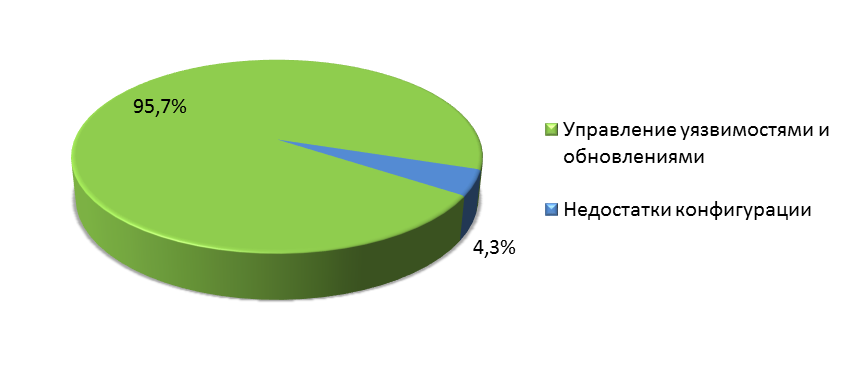 95,7%
Управление уязвимостями и
обновлениями
Недостатки конфигурации
4,3%